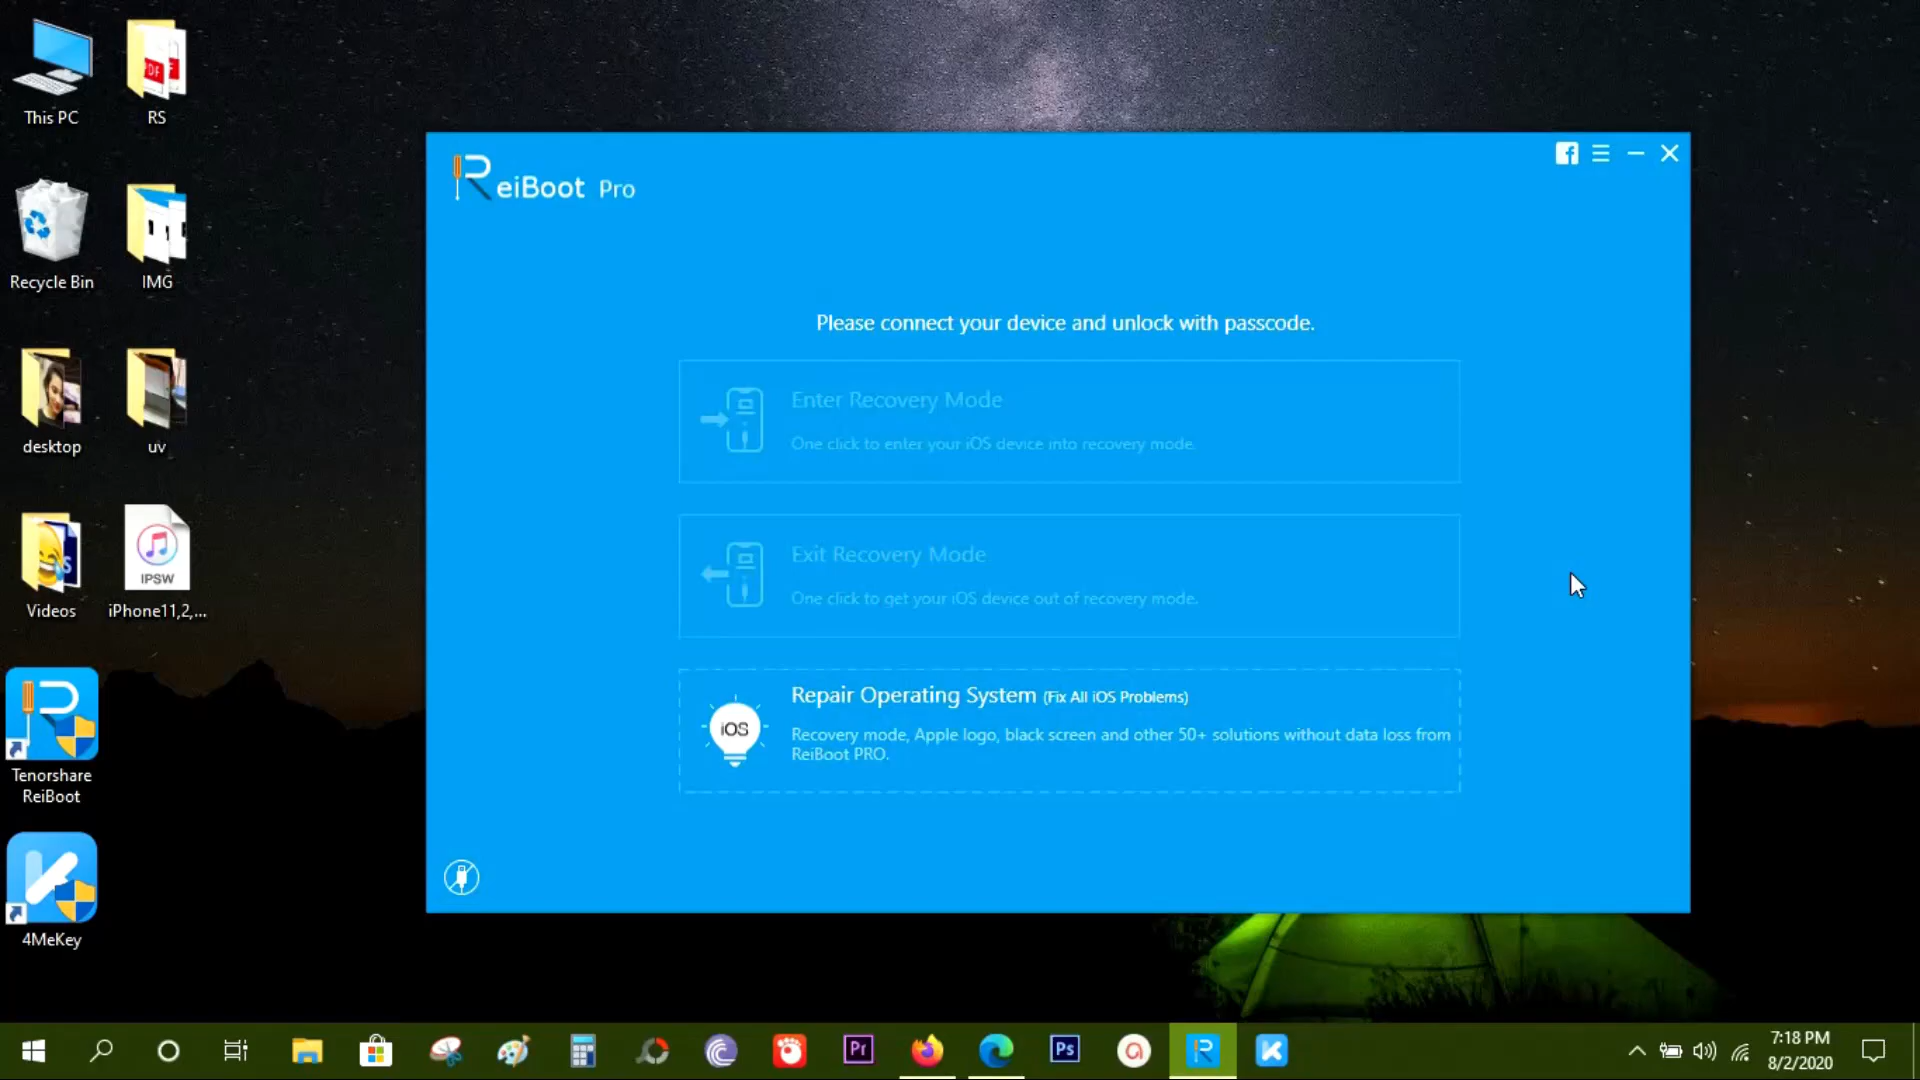 This PC
RS
PDF
Recycle Bin
IMG
desktop
uv
Videos
IPSW
iPhone11,2,...
Tenorshare
ReiBoot
4MeKey
ReiBoot Pro
Please connect your device and unlock with passcode.
Enter Recovery Mode
One click to enter your iOS device into recovery mode.
Exit Recovery Mode
One click to get your iOS device out of recovery mode.
iOS
Repair Operating System (Fix All iOS Problems)
Recovery mode, Apple logo, black screen and other 50+ solutions without data loss from
ReiBoot PRO.
Pr
Ps
7:18 PM
8/2/2020